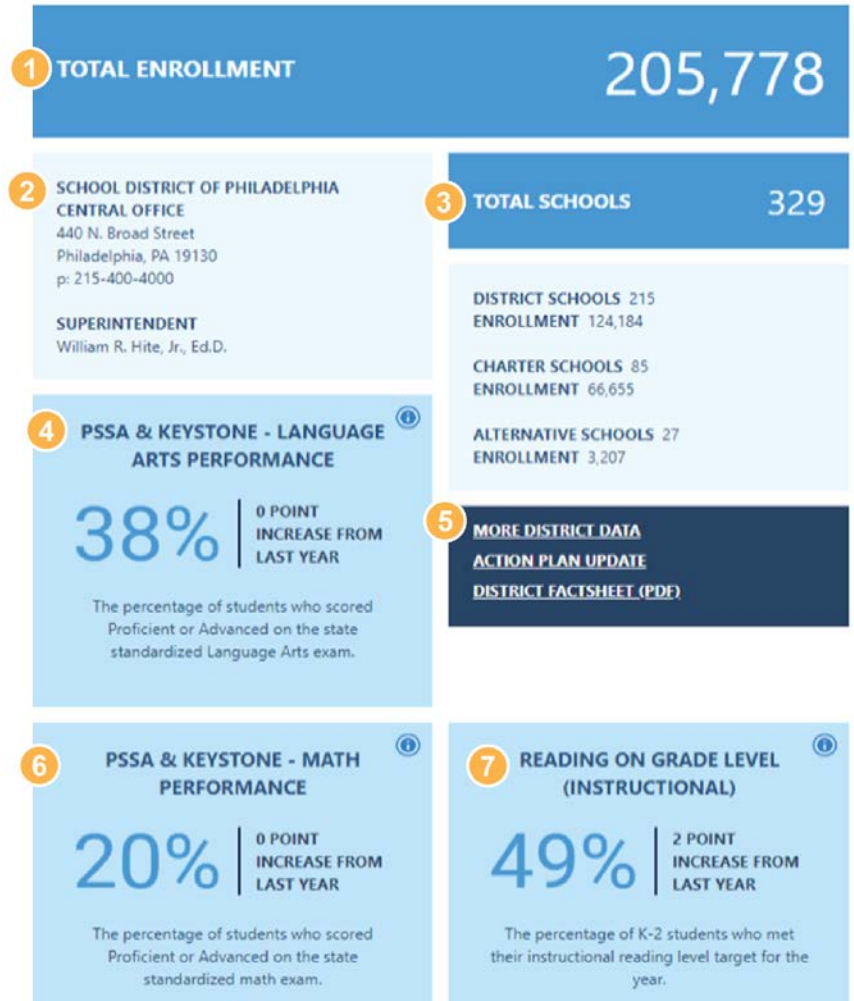 1 TOTAL ENROLLMENT 205,778
2 SCHOOL DISTRICT OF PHILADELPHIA
CENTRAL OFFICE
440 N. Broad Street
Philadelphia, PA 19130
p: 215-400-4000
SUPERINTENDENT
William R. Hite, Jr., Ed.D.
3 TOTAL SCHOOLS 329
DISTRICT SCHOOLS 215
ENROLLMENT 124,184
CHARTER SCHOOLS 85
ENROLLMENT 66,655
ALTERNATIVE SCHOOLS 27
ENROLLMENT 3,207
4 PSSA & KEYSTONE - LANGUAGE
ARTS PERFORMANCE
38%
0 POINT
INCREASE FROM
LAST YEAR
The percentage of students who scored
Proficient or Advanced on the state
standardized Language Arts exam.
5 MORE DISTRICT DATA
ACTION PLAN UPDATE
DISTRICT FACTSHEET (PDF)
6 PSSA & KEYSTONE - MATH
PERFORMANCE
20%
0 POINT
INCREASE FROM
LAST YEAR
The percentage of students who scored
Proficient or Advanced on the state
standardized math exam.
7 READING ON GRADE LEVEL
(INSTRUCTIONAL)
49%
2 POINT
INCREASE FROM
LAST YEAR
The percentage of K-2 students who met
their instructional reading level target for the
year.